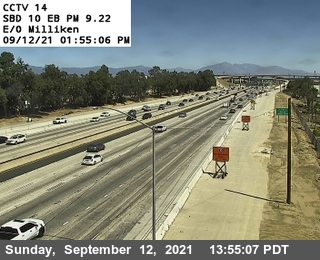 CCTV 14
SBD 10 EB PM 9.22
E/O Milliken
09/12/21 01:55:06 PM
Sunday, September 12, 2021 13:55:07 PDT